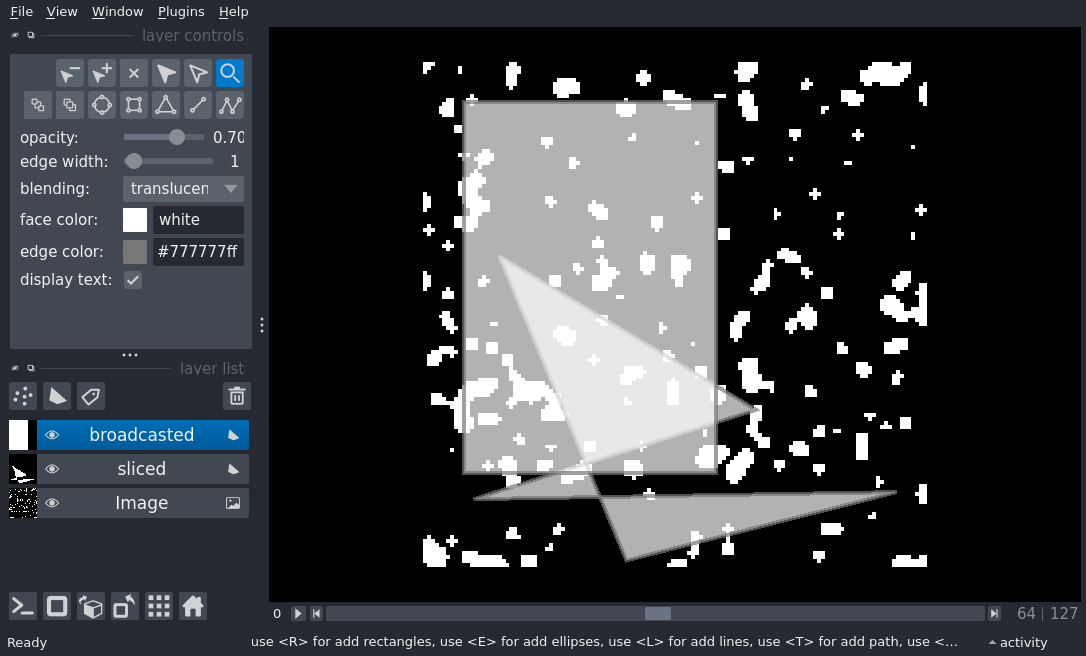 File View Window Plugins Help
layer controls
opacity: 0.70
edge width: 1
blending: translucen
face color: white
edge color: #777777ff
display text:
layer list
broadcasted
sliced
Image
0 64 127
Ready use <R> for add rectangles, use <E> for add ellipses, use <L> for add lines, use <T> for add path, use <... activity